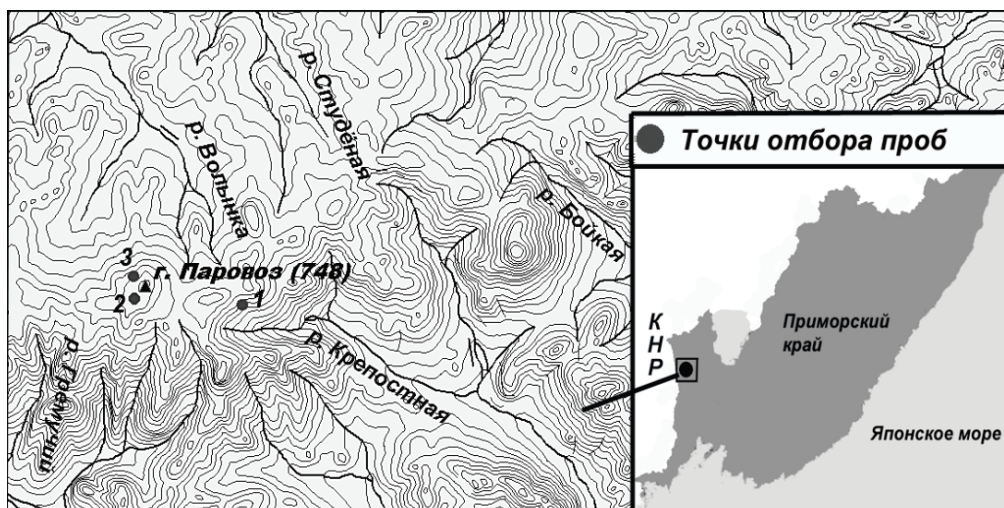 р. Волынка
р. Студёная
р. Бойкая
3
г. Паровоз (748)
2
1
р. Гремучий
р. Крепостная
Точки отбора проб
К
Н
Р
Приморский
край
Японское море